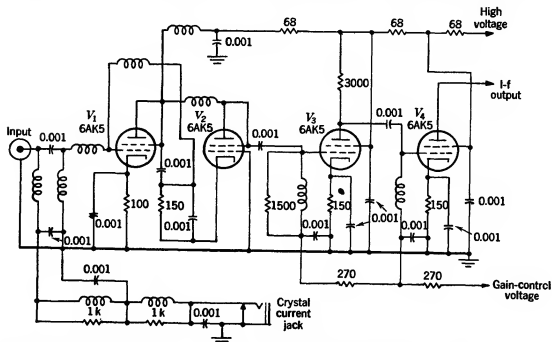 68
68
68
High voltage
0.001
3000
I-f output
V1
6AK5
V2
6AK5
V3
6AK5
V4
6AK5
0.001
Input
0.001
0.001
0.001
100
150
0.001
0.001
1500
150
0.001
0.001
0.001
150
0.001
0.001
0.001
0.001
0.001
270
270
Gain-control voltage
1 k
1 k
0.001
Crystal current jack